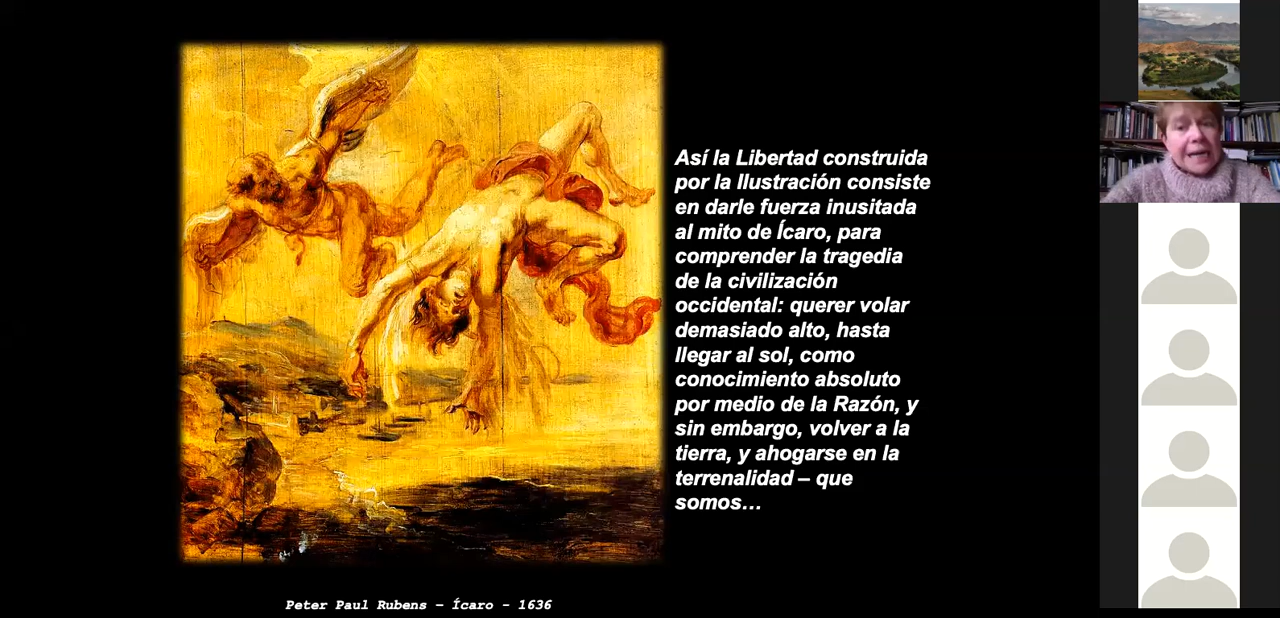 Así la Libertad construida
por la Ilustración consiste
en darle fuerza inusitada
al mito de Ícaro, para
comprender la tragedia
de la civilización
occidental: querer volar
demasiado alto, hasta
llegar al sol, como
conocimiento absoluto
por medio de la Razón, y
sin embargo, volver a la
tierra, y ahogarse en la
terrenalidad – que
somos...
Peter Paul Rubens – Ícaro - 1636